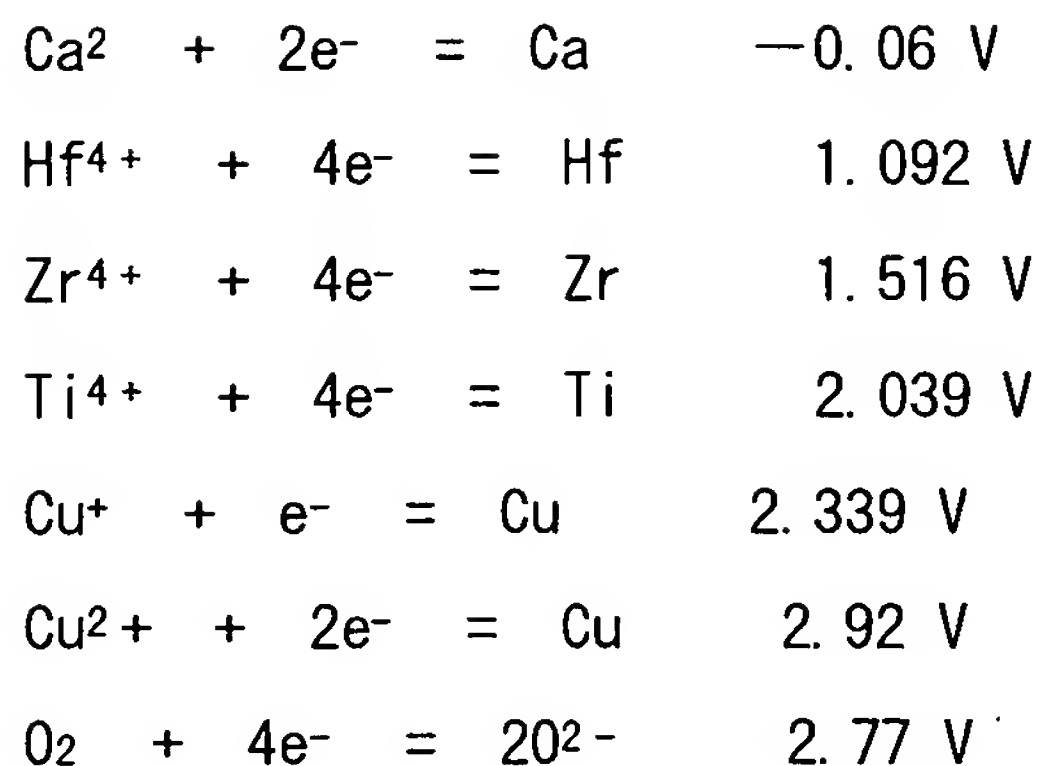 Ca² + 2e⁻ = Ca −0.06 V
Hf⁴⁺ + 4e⁻ = Hf 1.092 V
Zr⁴⁺ + 4e⁻ = Zr 1.516 V
Ti⁴⁺ + 4e⁻ = Ti 2.039 V
Cu⁺ + e⁻ = Cu 2.339 V
Cu²⁺ + 2e⁻ = Cu 2.92 V
O₂ + 4e⁻ = 2O²⁻ 2.77 V